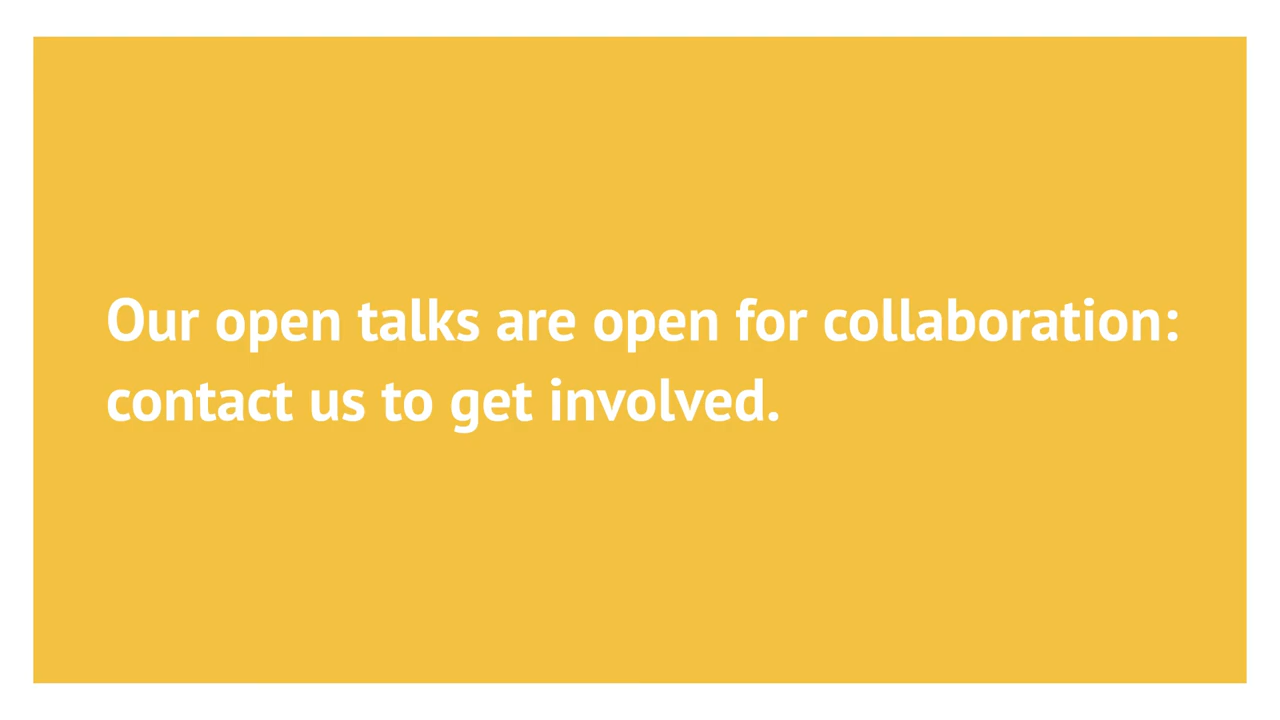 Our open talks are open for collaboration:
contact us to get involved.